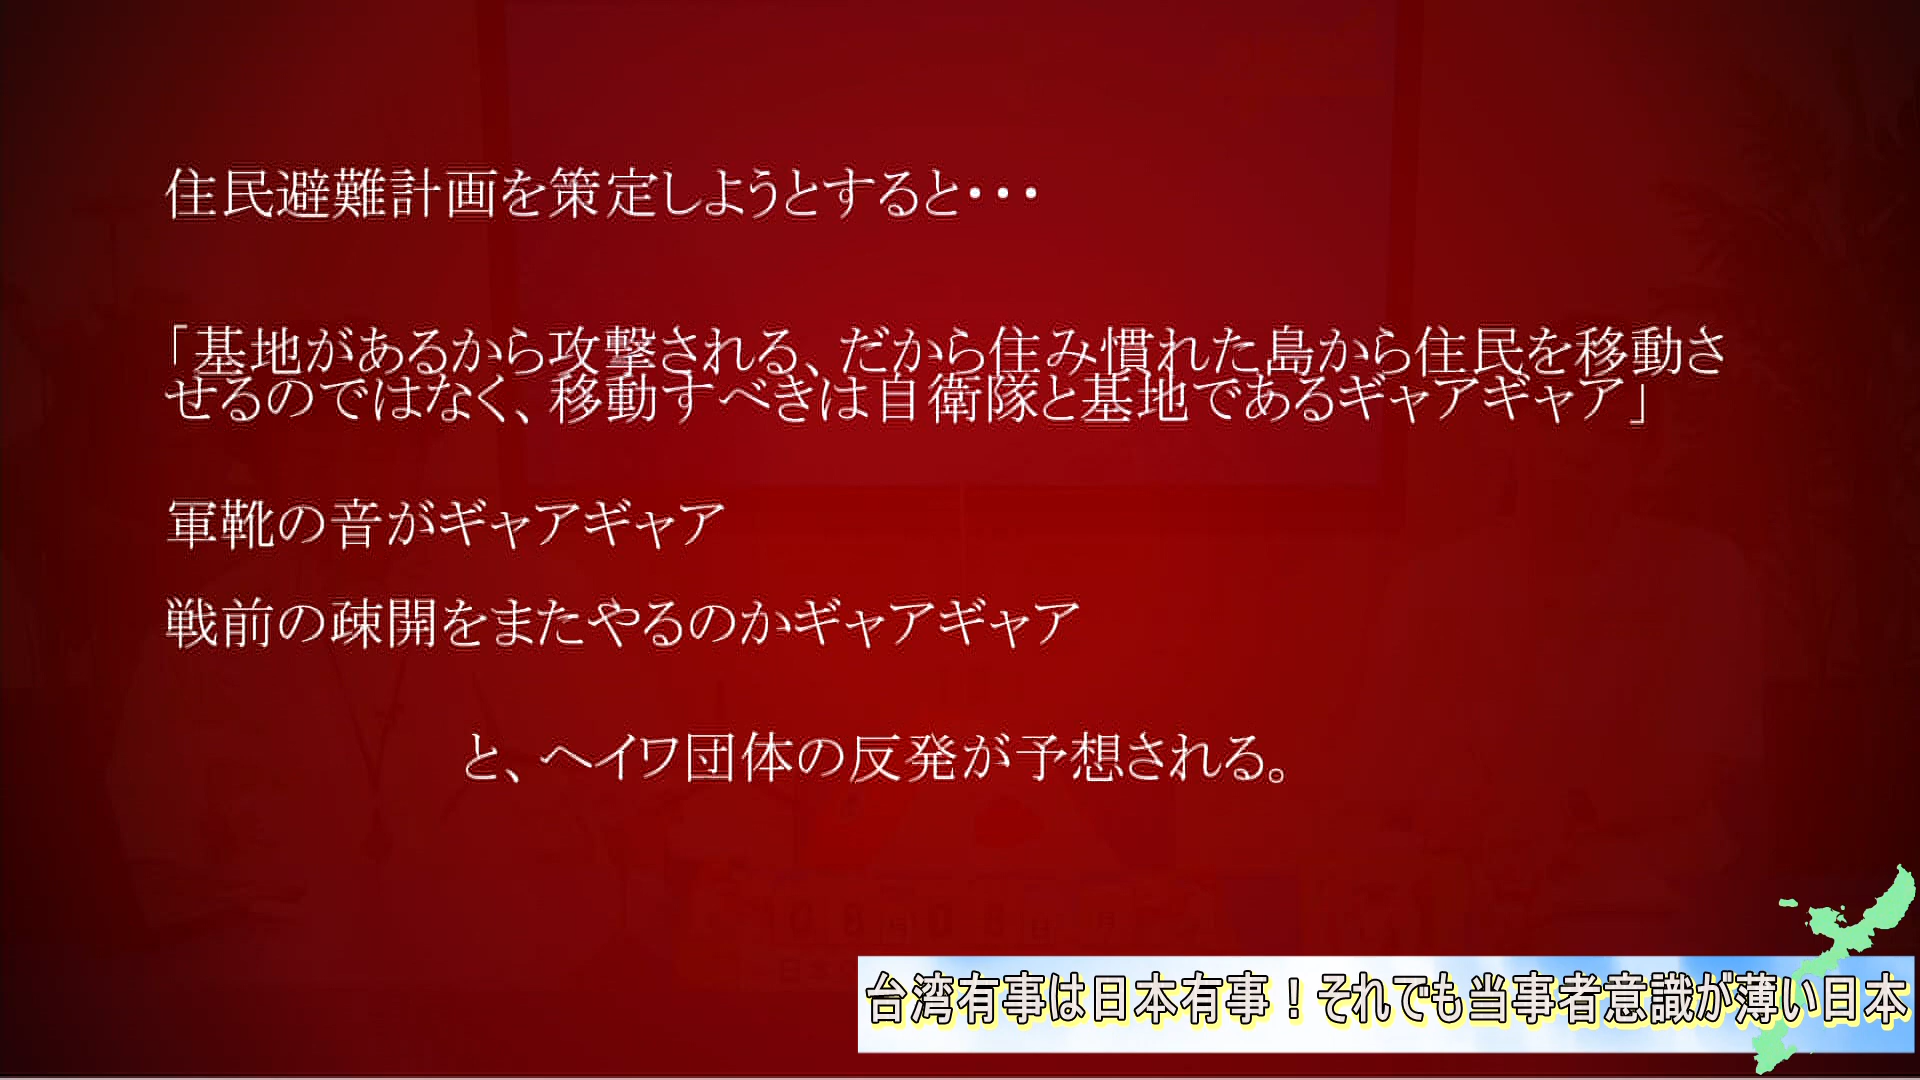 住民避難計画を策定しようとすると・・・
「基地があるから攻撃される、だから住み慣れた島から住民を移動さ
せるのではなく、移動すべきは自衛隊と基地であるギャアギャア」
軍靴の音がギャアギャア
戦前の疎開をまたやるのかギャアギャア
と、ヘイワ団体の反発が予想される。
台湾有事は日本有事！それでも当事者意識が薄い日本